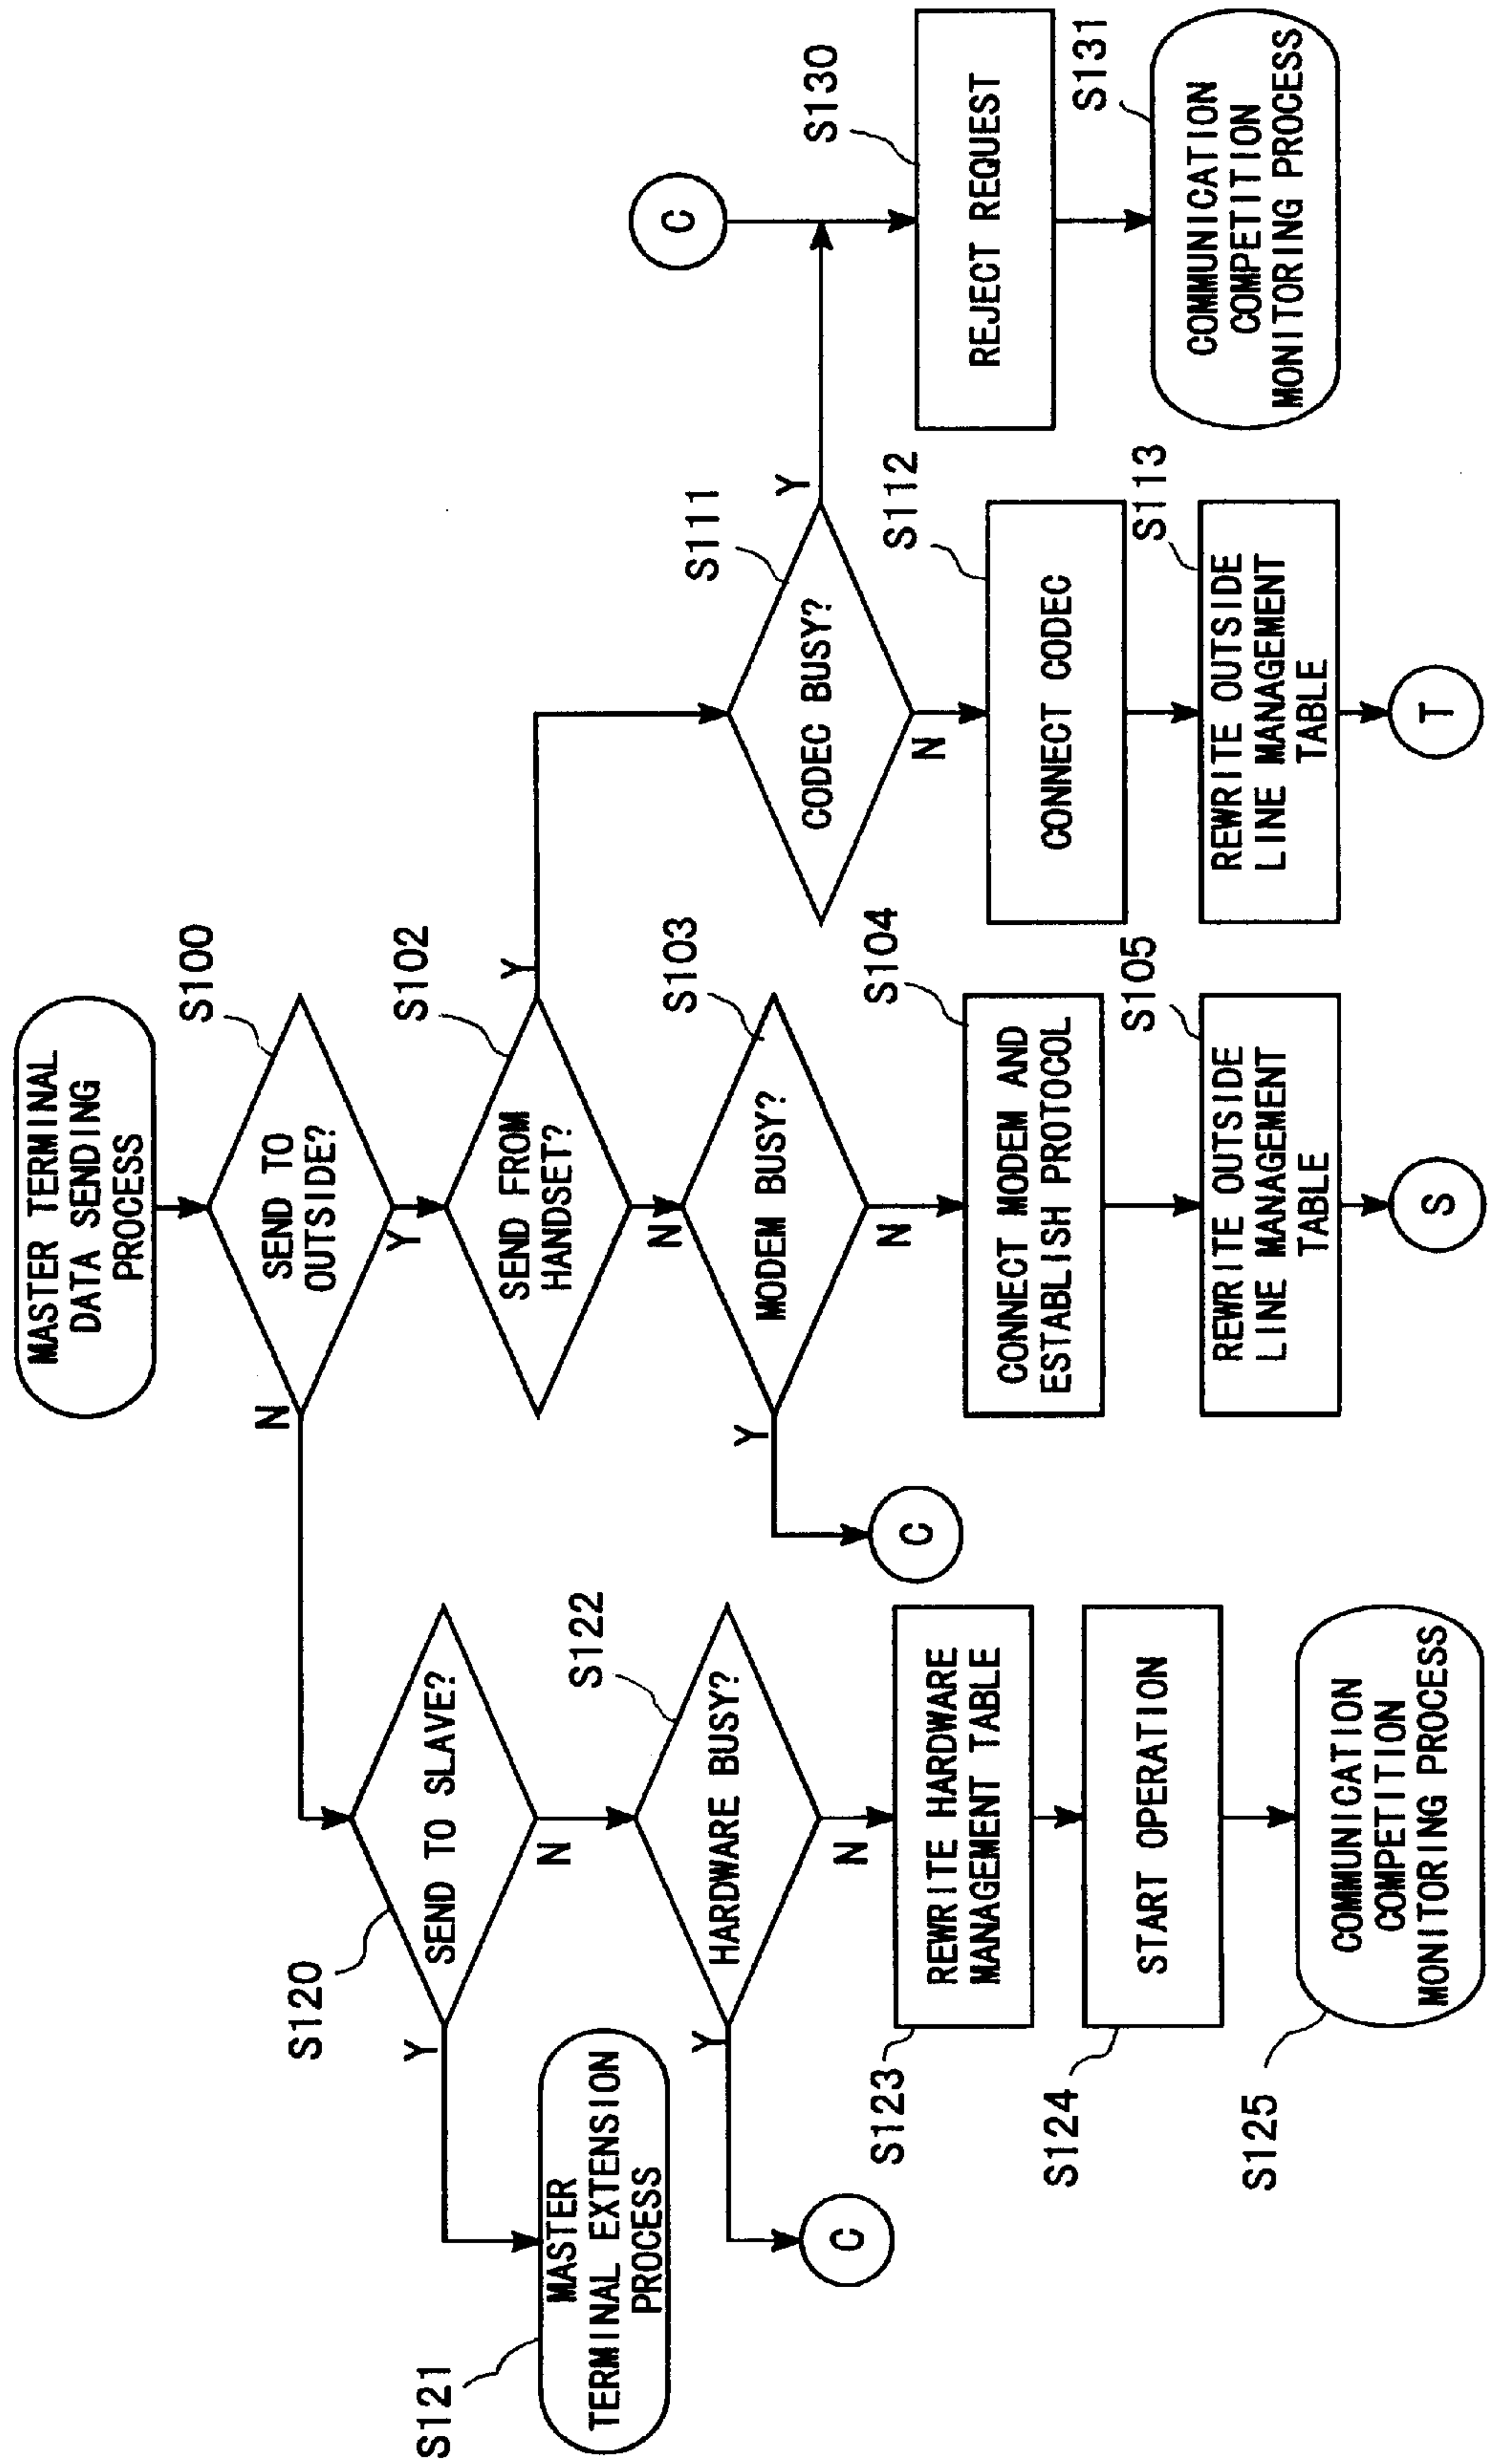 MASTER TERMINAL
DATA SENDING
PROCESS
S100
SEND TO
OUTSIDE?
N
Y
S102
SEND FROM
HANDSET?
Y
N
S103
MODEM BUSY?
Y
N
C
S104
CONNECT MODEM AND
ESTABLISH PROTOCOL
S105
REWRITE OUTSIDE
LINE MANAGEMENT
TABLE
S
S111
CODEC BUSY?
Y
N
S112
CONNECT CODEC
S113
REWRITE OUTSIDE
LINE MANAGEMENT
TABLE
T
C
S130
REJECT REQUEST
S131
COMMUNICATION
COMPETITION
MONITORING PROCESS
S120
SEND TO SLAVE?
Y
N
S121
MASTER
TERMINAL EXTENSION
PROCESS
S122
HARDWARE BUSY?
Y
N
C
S123
REWRITE HARDWARE
MANAGEMENT TABLE
S124
START OPERATION
S125
COMMUNICATION
COMPETITION
MONITORING PROCESS